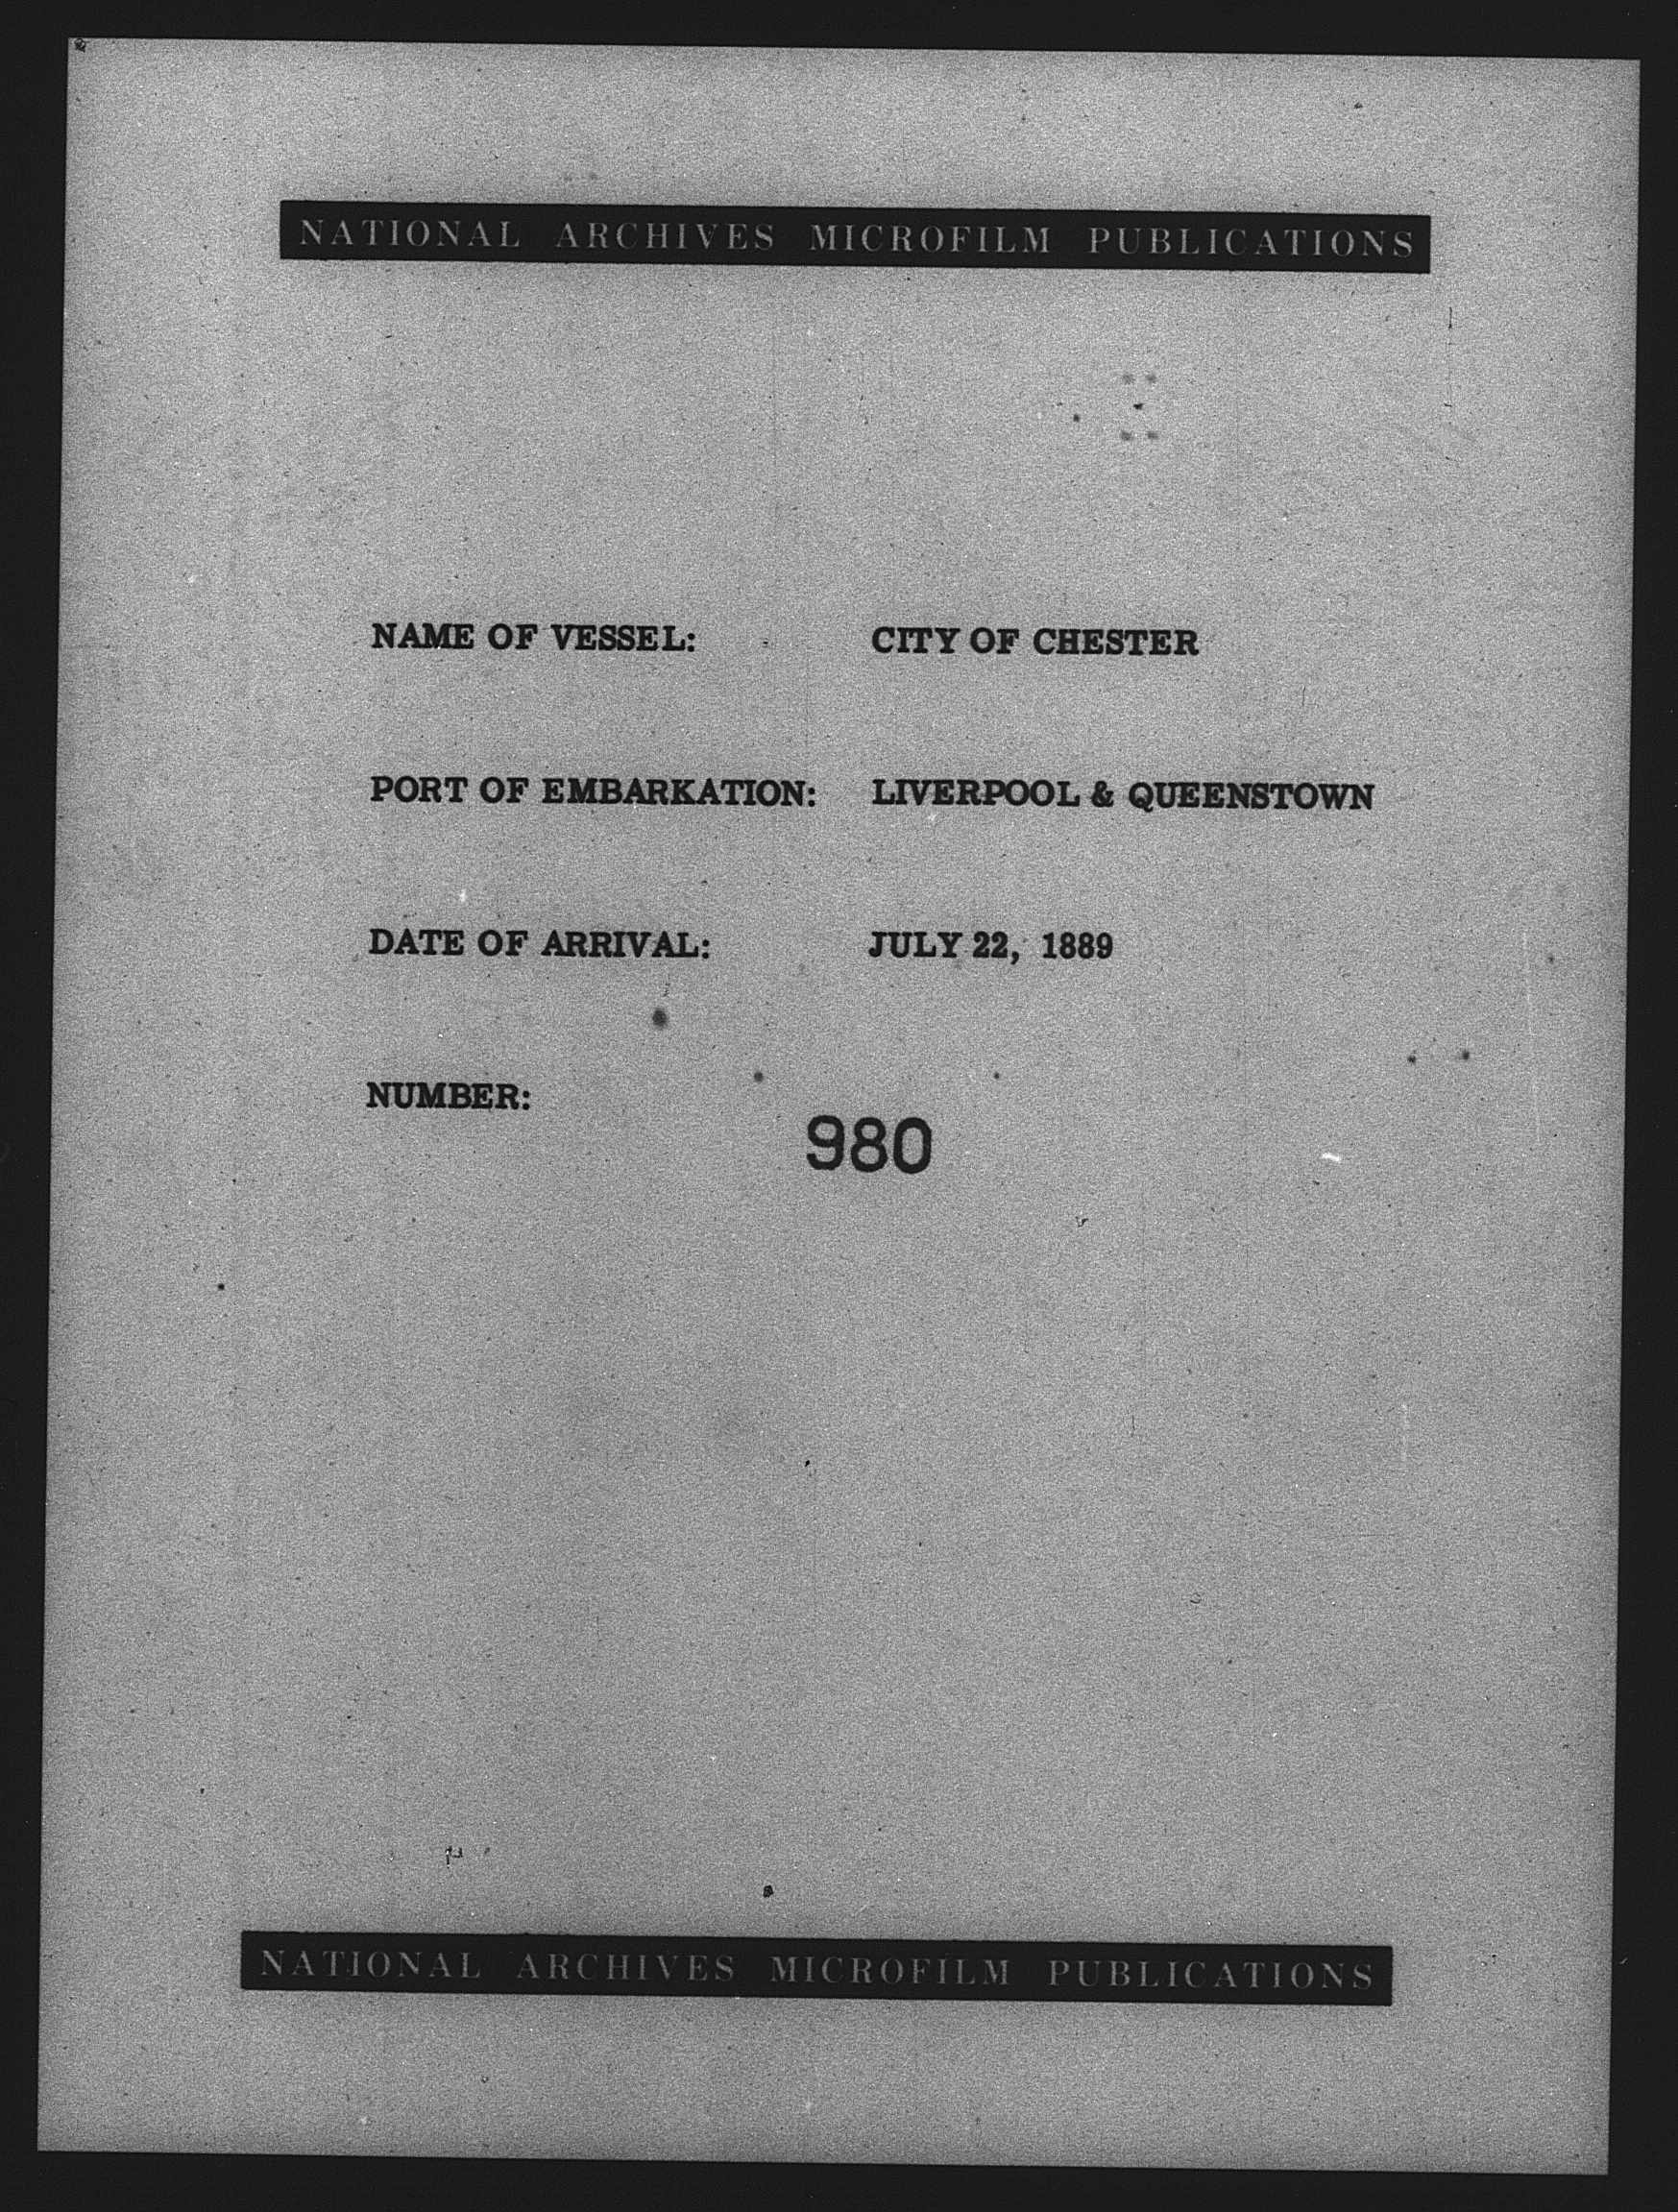 NATIONAL ARCHIVES MICROFILM PUBLICATIONS
NAME OF VESSEL: CITY OF CHESTER
PORT OF EMBARKATION: LIVERPOOL & QUEENSTOWN
DATE OF ARRIVAL: JULY 22, 1889
NUMBER:
980
NATIONAL ARCHIVES MICROFILM PUBLICATIONS